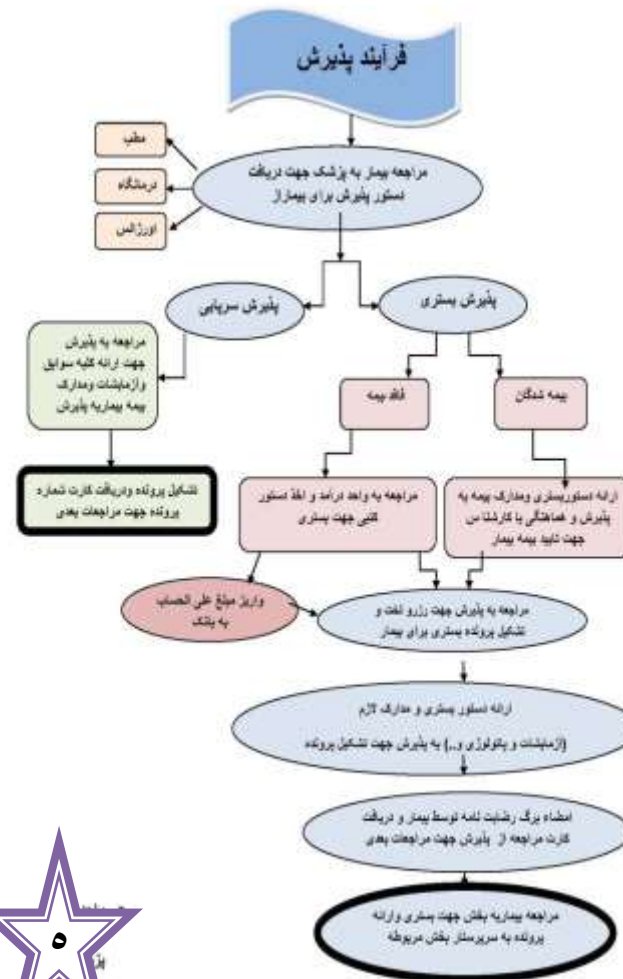 فرآیند پذیرش
مطب
درمانگاه
اورژانس
مراجعه بیمار به پزشک جهت دریافت
دستور پذیرش برای بیمار از
پذیرش بستری
پذیرش سرپایی
مراجعه به پذیرش
جهت ارائه کلیه سوابق
وآزمایشات ومدارک
بیمه بیماربه پذیرش
فاقد بیمه
بیمه شدگان
تشکیل پرونده ودریافت کارت شماره
پرونده جهت مراجعات بعدی
مراجعه به واحد درآمد و اخذ دستور
کتبی جهت بستری
ارائه دستوربستری ومدارک بیمه به
پذیرش و هماهنگی با کارشنا س
جهت تایید بیمه بیمار
واریز مبلغ علی الحساب
به بانک
مراجعه به پذیرش جهت رزرو تخت و
تشکیل پرونده بستری برای بیمار
ارائه دستور بستری و مدارک لازم
(آزمایشات و پاتولوژی و..) به پذیرش جهت تشکیل پرونده
امضاء برگ رضایت نامه توسط بیمار و دریافت
کارت مراجعه از پذیرش جهت مراجعات بعدی
مراجعه بیماربه بخش جهت بستری وارائه
پرونده به سرپرستار بخش مربوطه
۵